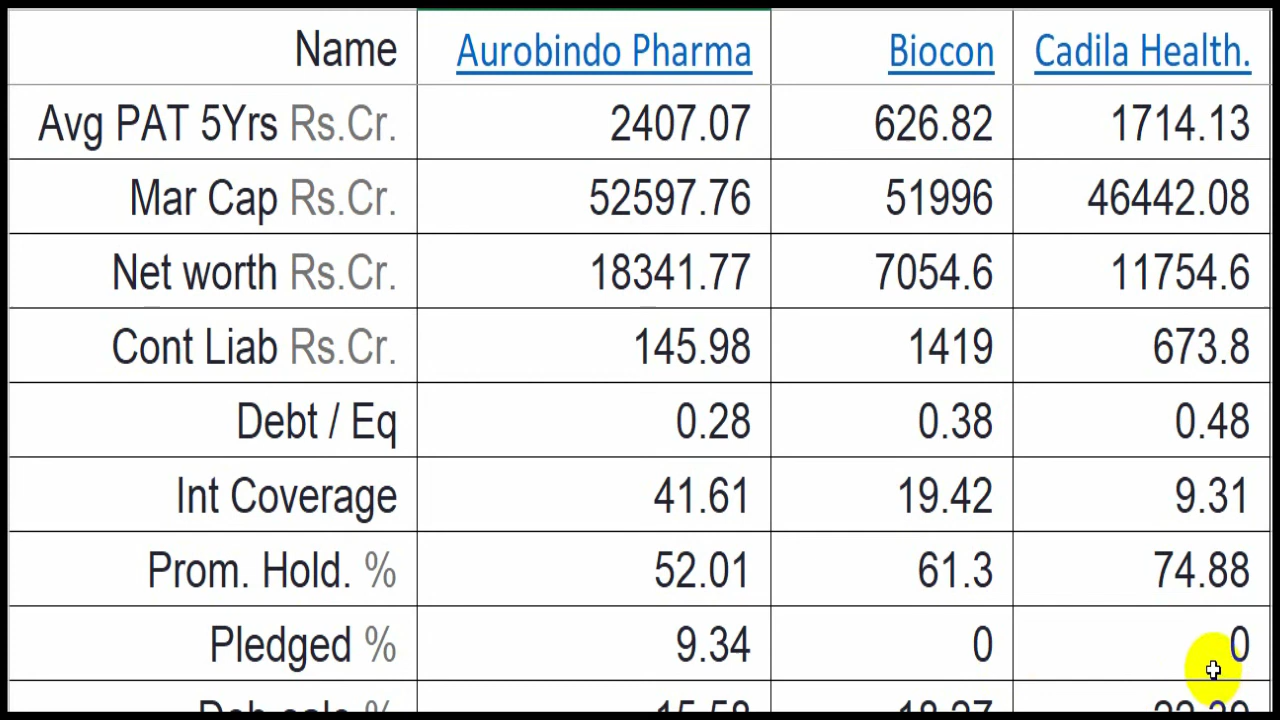 Name Aurobindo Pharma Biocon Cadila Health.
Avg PAT 5Yrs Rs.Cr. 2407.07 626.82 1714.13
Mar Cap Rs.Cr. 52597.76 51996 46442.08
Net worth Rs.Cr. 18341.77 7054.6 11754.6
Cont Liab Rs.Cr. 145.98 1419 673.8
Debt / Eq 0.28 0.38 0.48
Int Coverage 41.61 19.42 9.31
Prom. Hold. % 52.01 61.3 74.88
Pledged % 9.34 0 0